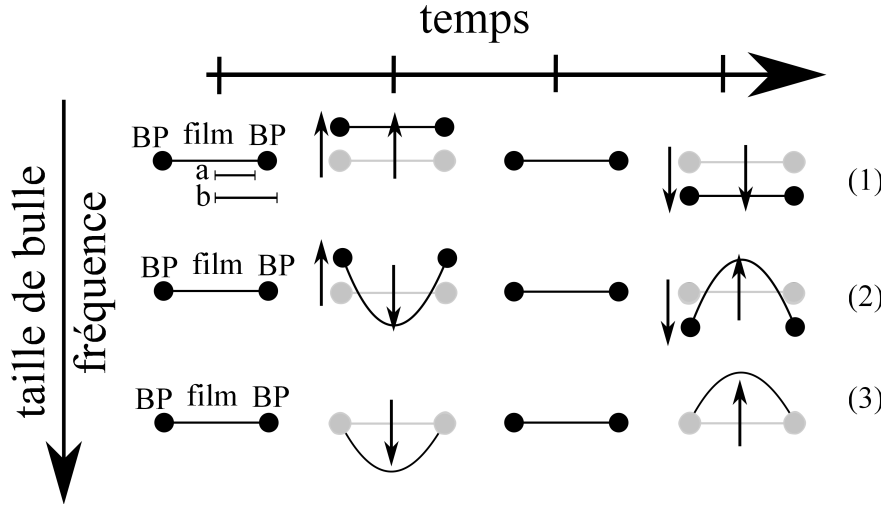 temps
taille de bulle
fréquence
BP film BP
a
b
(1)
BP film BP
(2)
BP film BP
(3)